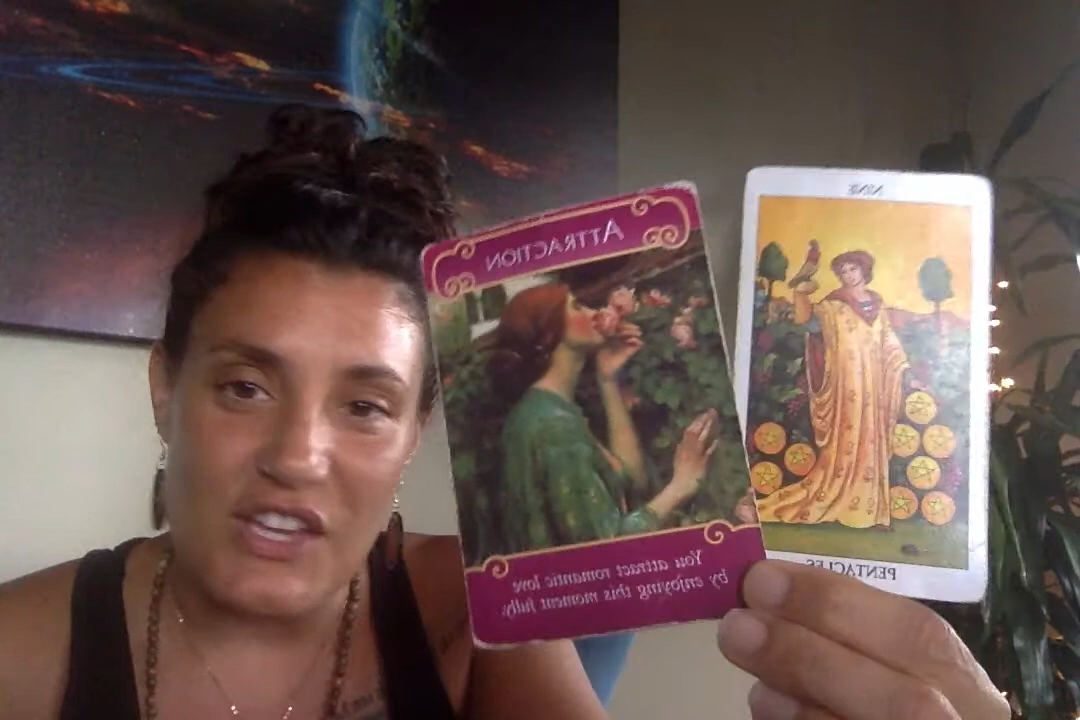 ATTRACTION
You attract romantic love
by enjoying this moment fully.
NINE
PENTACLES